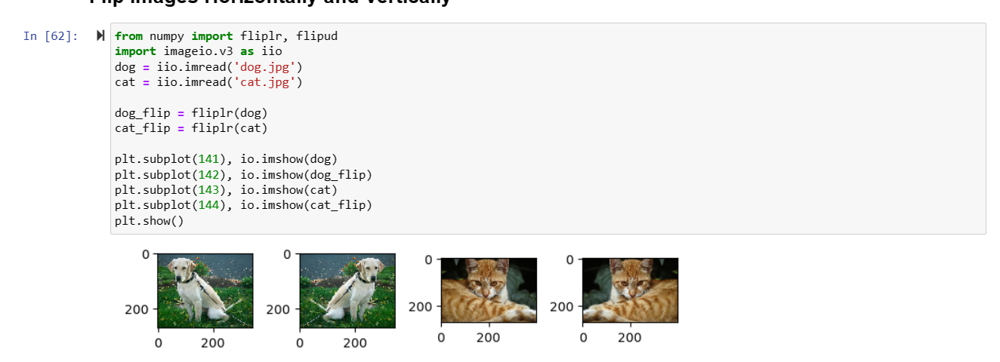 Flip Images Horizontally and Vertically
In [62]:
from numpy import fliplr, flipud
import imageio.v3 as iio
dog = iio.imread('dog.jpg')
cat = iio.imread('cat.jpg')
dog_flip = fliplr(dog)
cat_flip = fliplr(cat)
plt.subplot(141), io.imshow(dog)
plt.subplot(142), io.imshow(dog_flip)
plt.subplot(143), io.imshow(cat)
plt.subplot(144), io.imshow(cat_flip)
plt.show()
0
200
0 200
0
200
0 200
0
200
0 200
0
200
0 200